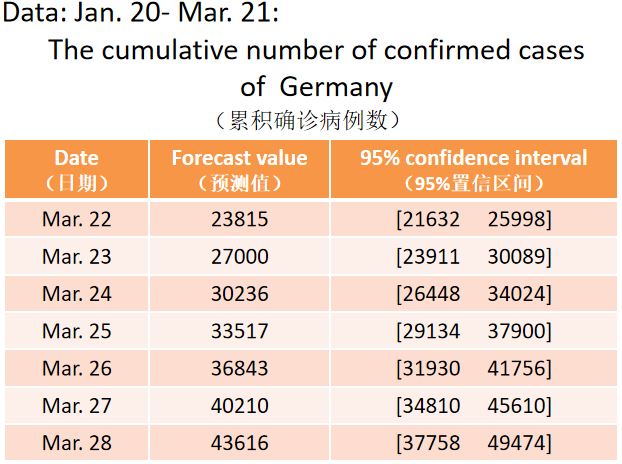 Data: Jan. 20- Mar. 21:
The cumulative number of confirmed cases
of Germany
（累积确诊病例数）
Date Forecast value 95% confidence interval
（日期） （预测值） （95%置信区间）
Mar. 22 23815 [21632 25998]
Mar. 23 27000 [23911 30089]
Mar. 24 30236 [26448 34024]
Mar. 25 33517 [29134 37900]
Mar. 26 36843 [31930 41756]
Mar. 27 40210 [34810 45610]
Mar. 28 43616 [37758 49474]